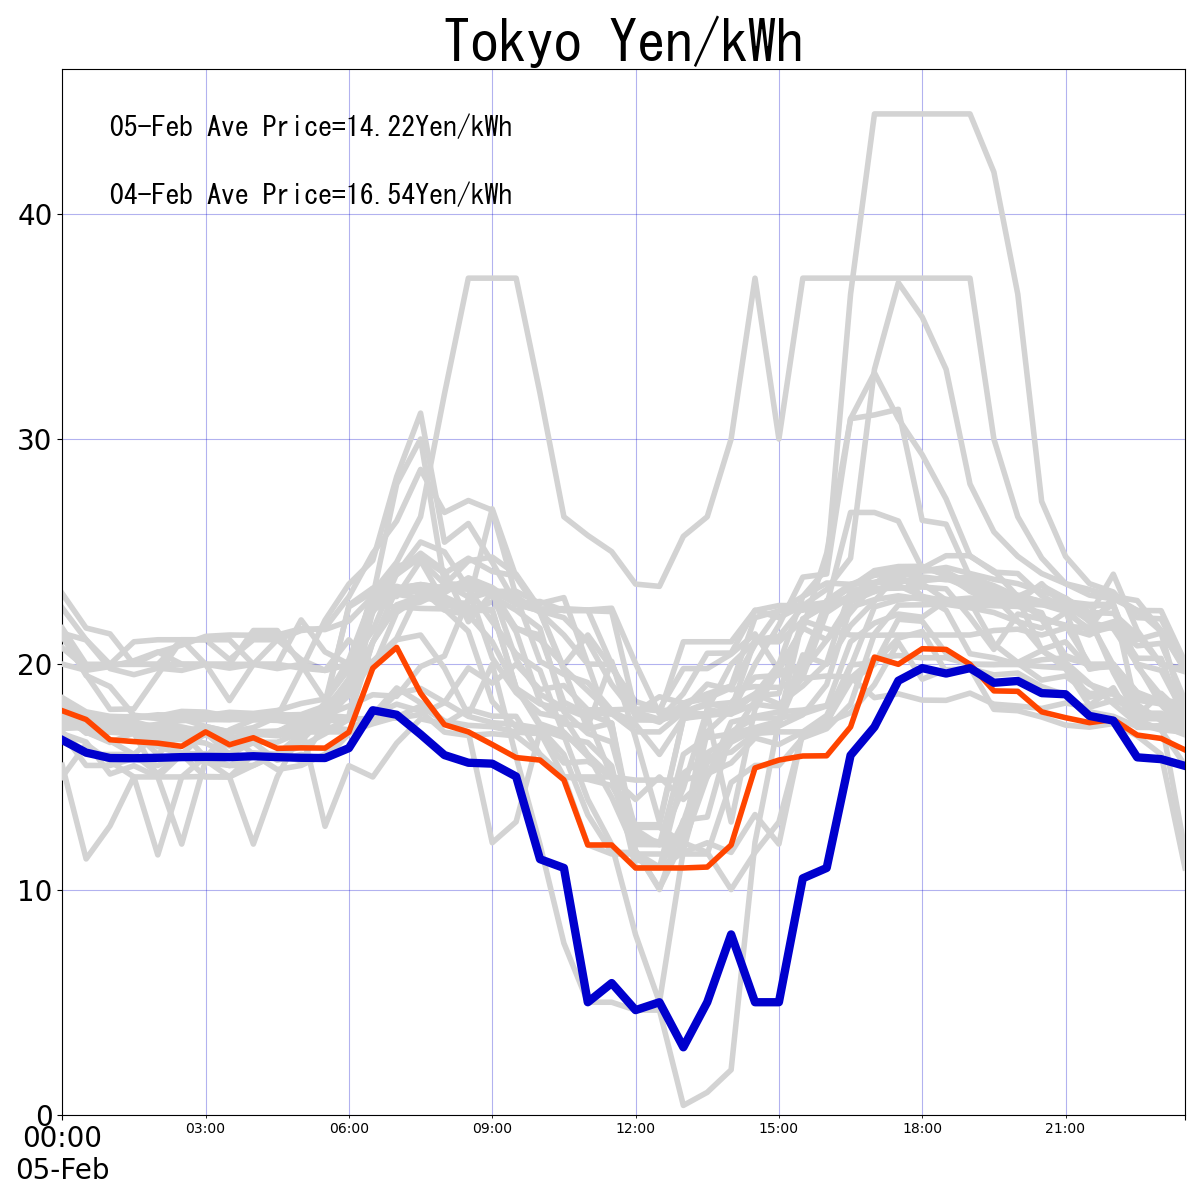 Tokyo Yen/kWh
05-Feb Ave Price=14.22Yen/kWh
04-Feb Ave Price=16.54Yen/kWh
40
30
20
10
0
00:00 03:00 06:00 09:00 12:00 15:00 18:00 21:00
05-Feb